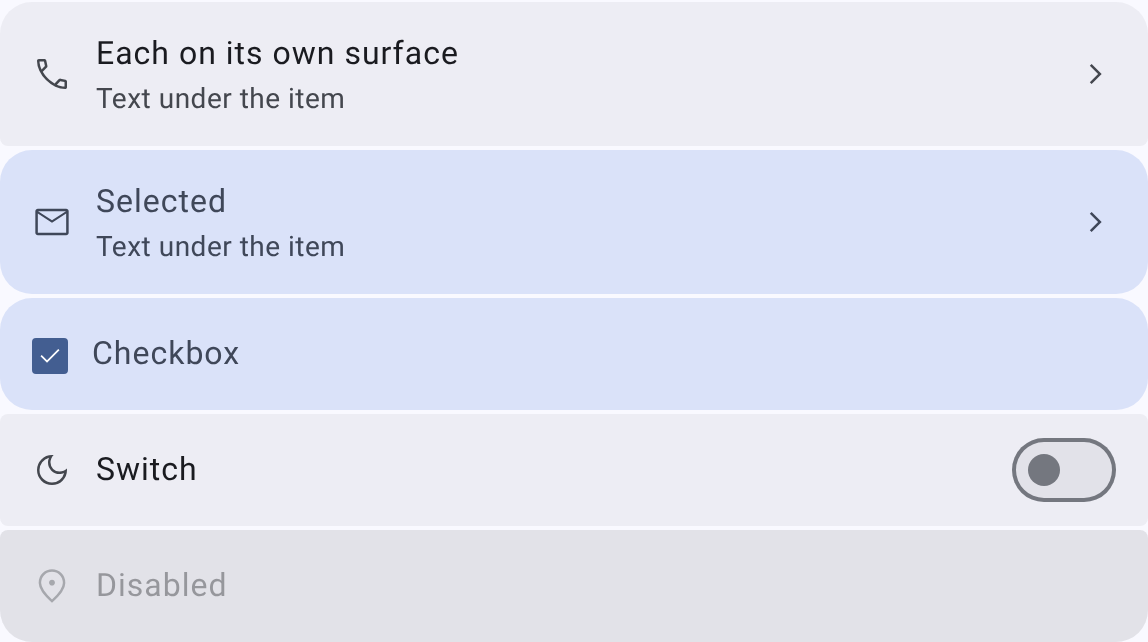 Each on its own surface
Text under the item
Selected
Text under the item
Checkbox
Switch
Disabled